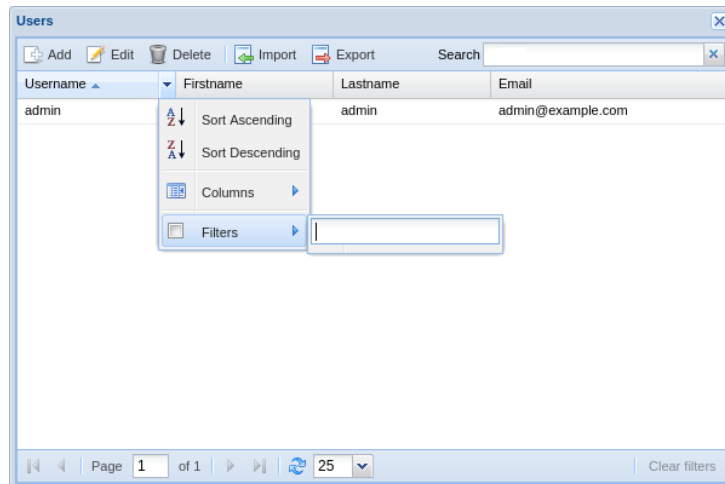 Users
Add Edit Delete Import Export Search
Username Firstname Lastname Email
admin admin admin@example.com
Sort Ascending
Sort Descending
Columns
Filters
Page 1 of 1 25 Clear filters